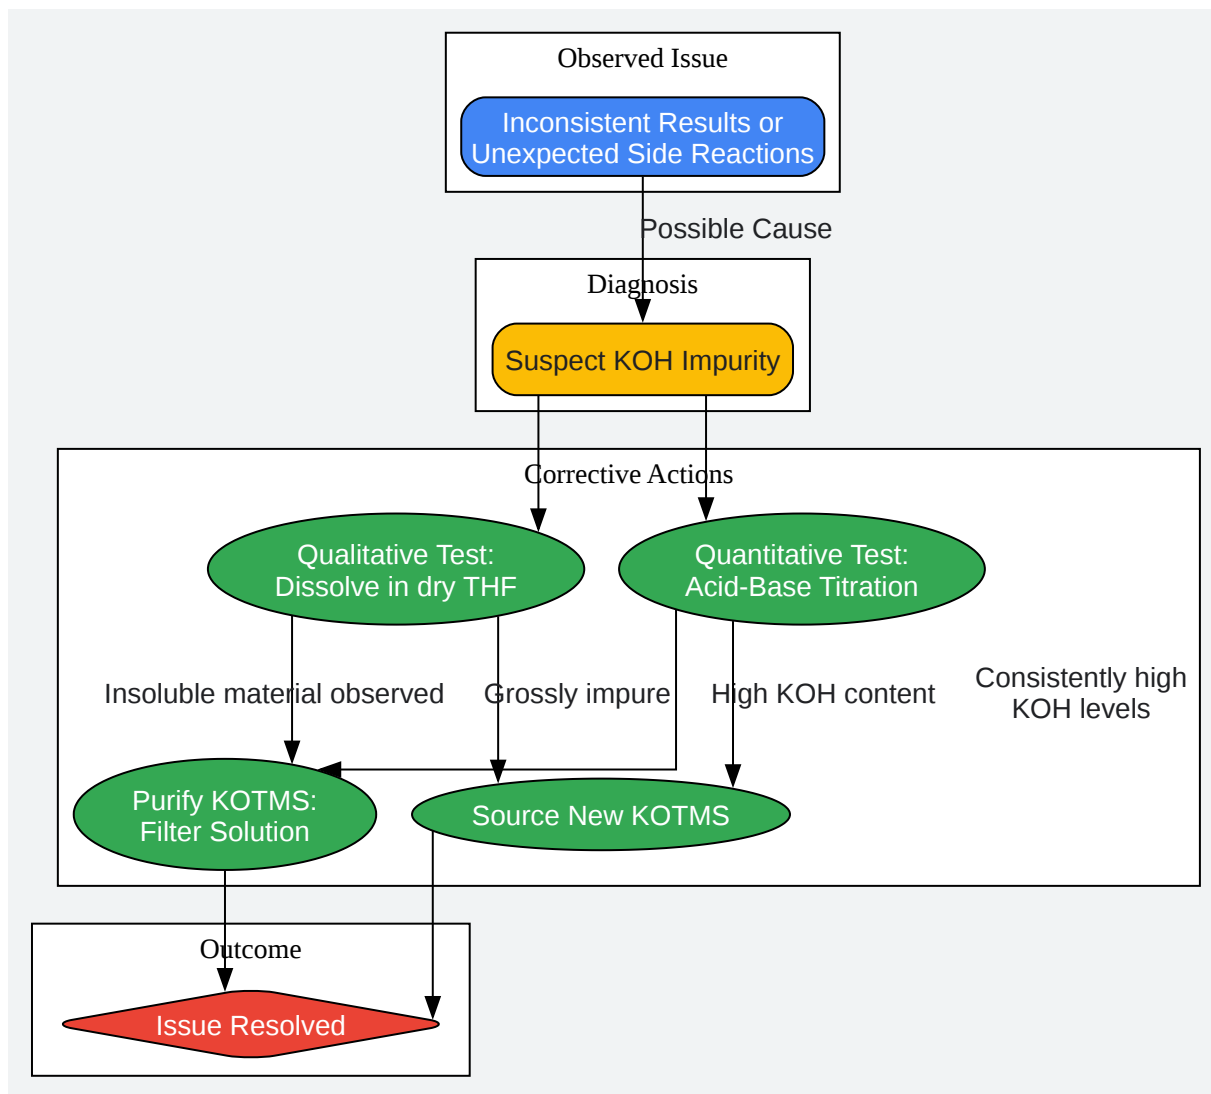 Observed Issue
Inconsistent Results or
Unexpected Side Reactions
Possible Cause
Diagnosis
Suspect KOH Impurity
Corrective Actions
Qualitative Test:
Dissolve in dry THF
Quantitative Test:
Acid-Base Titration
Insoluble material observed
Grossly impure
High KOH content
Consistently high
KOH levels
Purify KOTMS:
Filter Solution
Source New KOTMS
Outcome
Issue Resolved